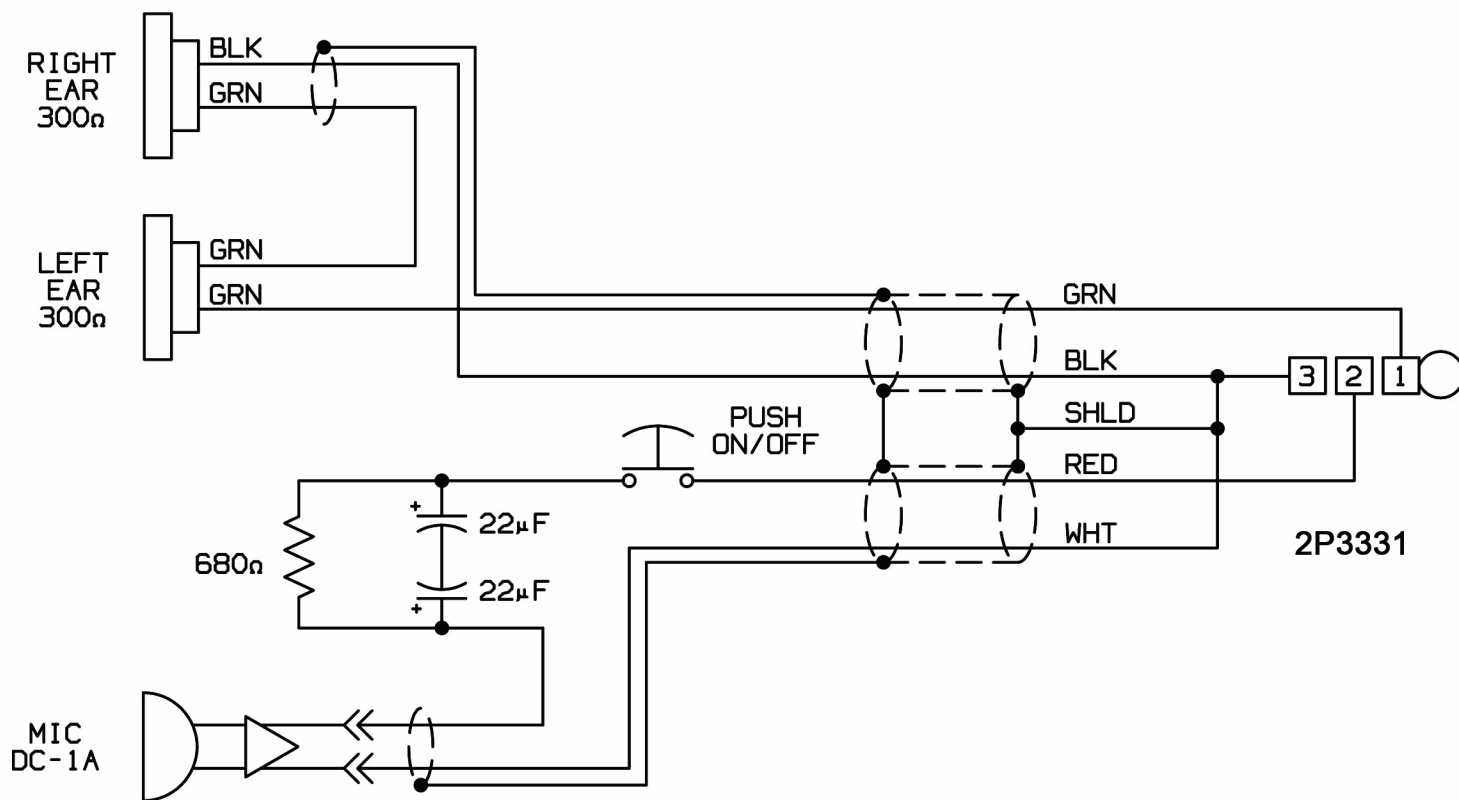 BLK
RIGHT
EAR
300Ω
GRN
GRN
LEFT
EAR
300Ω
GRN
GRN
BLK
3 2 1
PUSH
ON/OFF
SHLD
RED
+
22μF
WHT
2P3331
680Ω
22μF
+
MIC
DC-1A